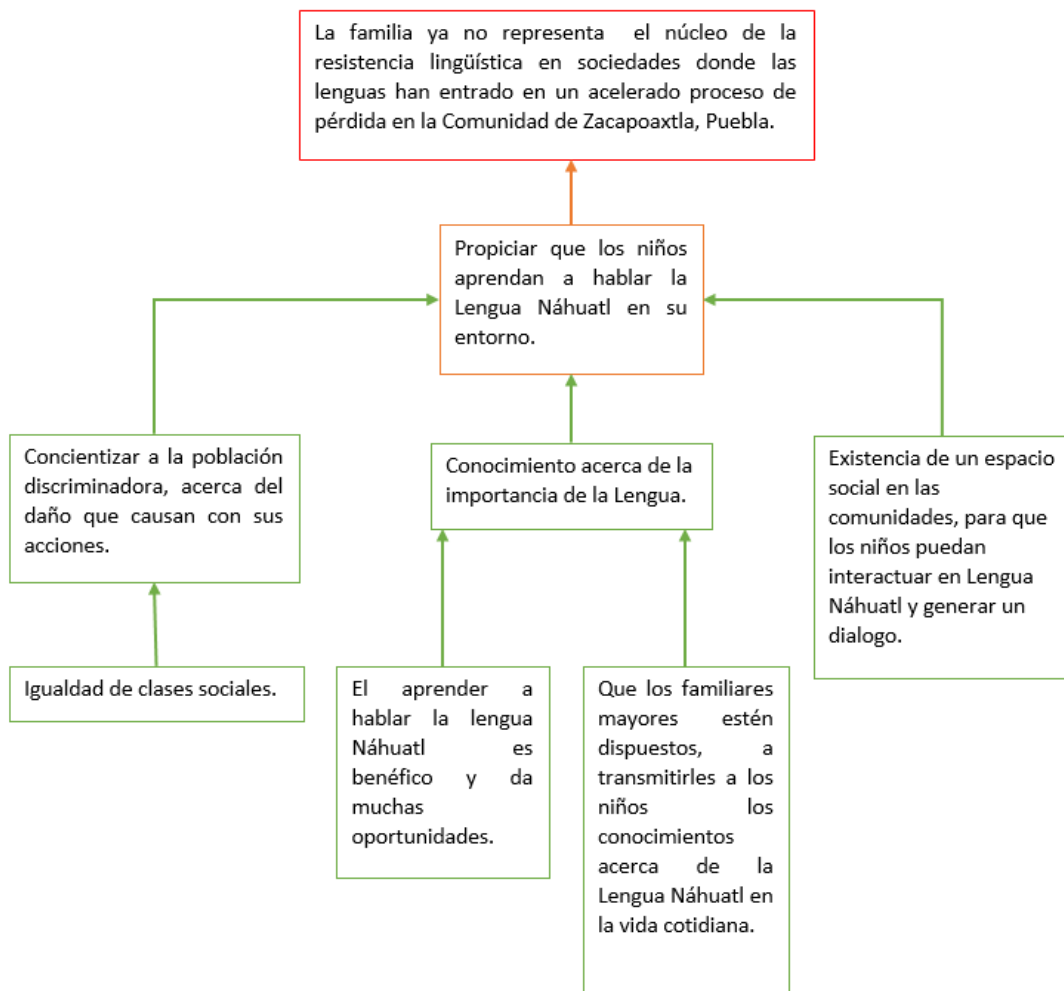 La familia ya no representa el núcleo de la
resistencia lingüística en sociedades donde las
lenguas han entrado en un acelerado proceso de
pérdida en la Comunidad de Zacapoaxtla, Puebla.
Propiciar que los niños
aprendan a hablar la
Lengua Náhuatl en su
entorno.
Concientizar a la población
discriminadora, acerca del
daño que causan con sus
acciones.
Conocimiento acerca de la
importancia de la Lengua.
Existencia de un espacio
social en las
comunidades, para que
los niños puedan
interactuar en Lengua
Náhuatl y generar un
dialogo.
Igualdad de clases sociales.
El aprender a
hablar la lengua
Náhuatl es
benéfico y da
muchas
oportunidades.
Que los familiares
mayores estén
dispuestos, a
transmitirles a los
niños los
conocimientos
acerca de la
Lengua Náhuatl en
la vida cotidiana.